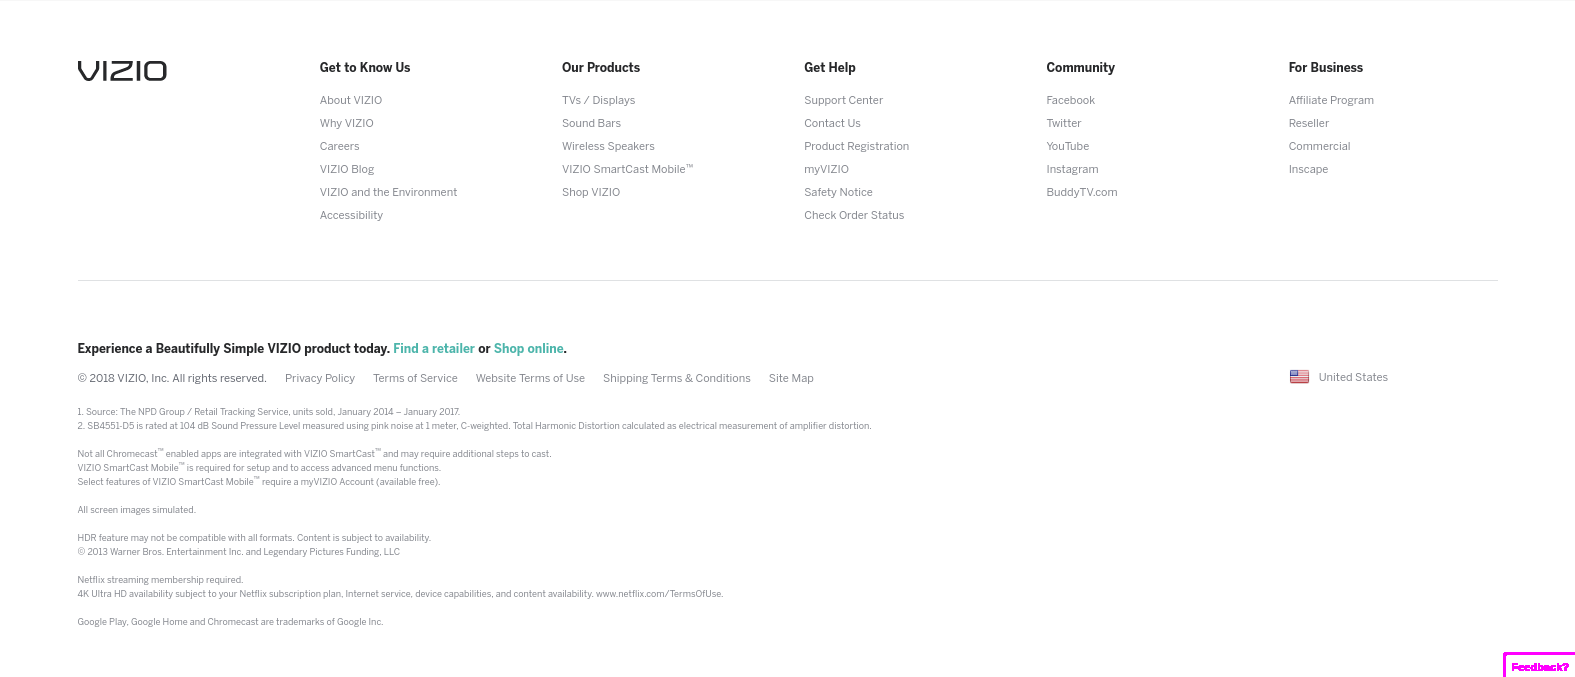 VIZIO
Get to Know Us
About VIZIO
Why VIZIO
Careers
VIZIO Blog
VIZIO and the Environment
Accessibility
Our Products
TVs / Displays
Sound Bars
Wireless Speakers
VIZIO SmartCast Mobile™
Shop VIZIO
Get Help
Support Center
Contact Us
Product Registration
myVIZIO
Safety Notice
Check Order Status
Community
Facebook
Twitter
YouTube
Instagram
BuddyTV.com
For Business
Affiliate Program
Reseller
Commercial
Inscape
Experience a Beautifully Simple VIZIO product today. Find a retailer or Shop online.
© 2018 VIZIO, Inc. All rights reserved. Privacy Policy Terms of Service Website Terms of Use Shipping Terms & Conditions Site Map
United States
1. Source: The NPD Group / Retail Tracking Service, units sold, January 2014 – January 2017.
2. SB4551-D5 is rated at 104 dB Sound Pressure Level measured using pink noise at 1 meter, C-weighted. Total Harmonic Distortion calculated as electrical measurement of amplifier distortion.
Not all Chromecast™ enabled apps are integrated with VIZIO SmartCast™ and may require additional steps to cast.
VIZIO SmartCast Mobile™ is required for setup and to access advanced menu functions.
Select features of VIZIO SmartCast Mobile™ require a myVIZIO Account (available free).
All screen images simulated.
HDR feature may not be compatible with all formats. Content is subject to availability.
© 2013 Warner Bros. Entertainment Inc. and Legendary Pictures Funding, LLC
Netflix streaming membership required.
4K Ultra HD availability subject to your Netflix subscription plan, Internet service, device capabilities, and content availability. www.netflix.com/TermsOfUse.
Google Play, Google Home and Chromecast are trademarks of Google Inc.
Feedback?